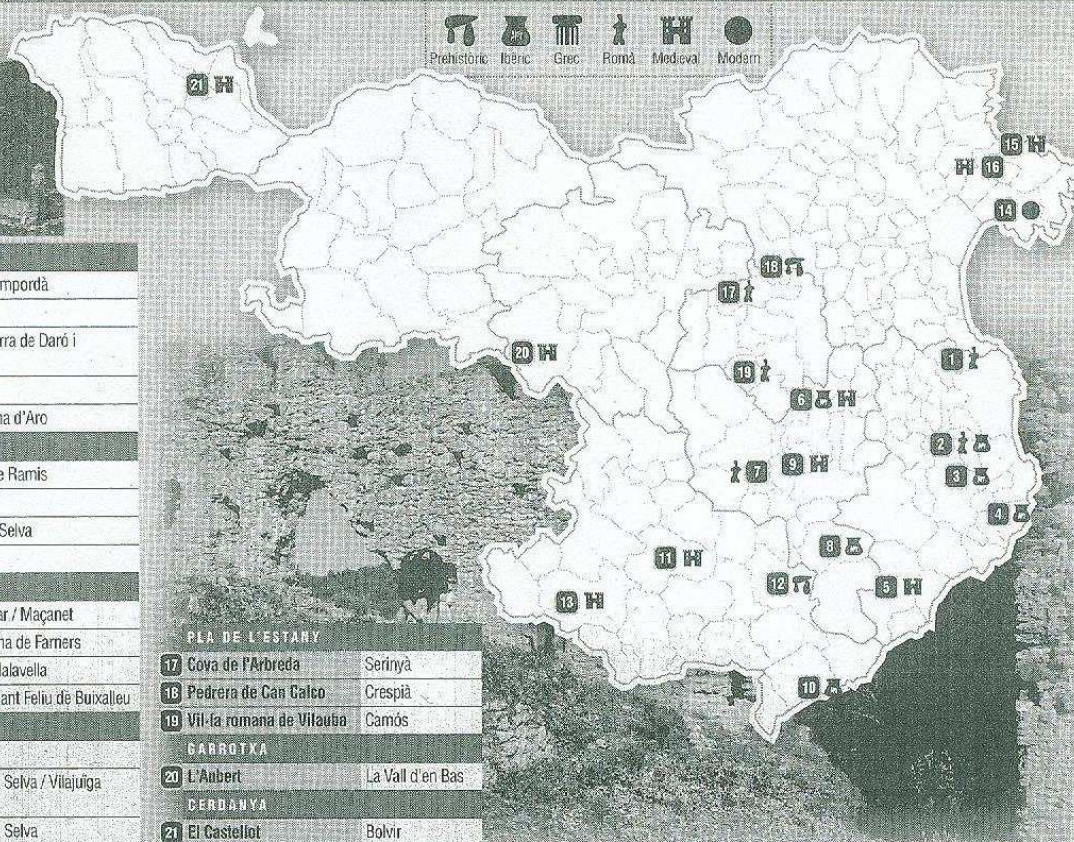 Prehistòric Ibèric Grec Romà Medieval Modern
21
15
16
14
18
17
20
1
19
6
2
9
7
3
4
8
11
12
5
13
10
mpordà
rra de Daró i
na d'Aro
e Ramis
Selva
ar / Maçanet
na de Farners
Malavella
ant Feliu de Buixalleu
Selva / Vilajuïga
Selva
PLA DE L'ESTANY
17 Cova de l'Arbreda Serinyà
18 Pedrera de Can Calco Crespià
19 Vil·la romana de Vilauba Camós
GARROTXA
20 L'Aubert La Vall d'en Bas
CERDANYA
21 El Castellot Bolvir